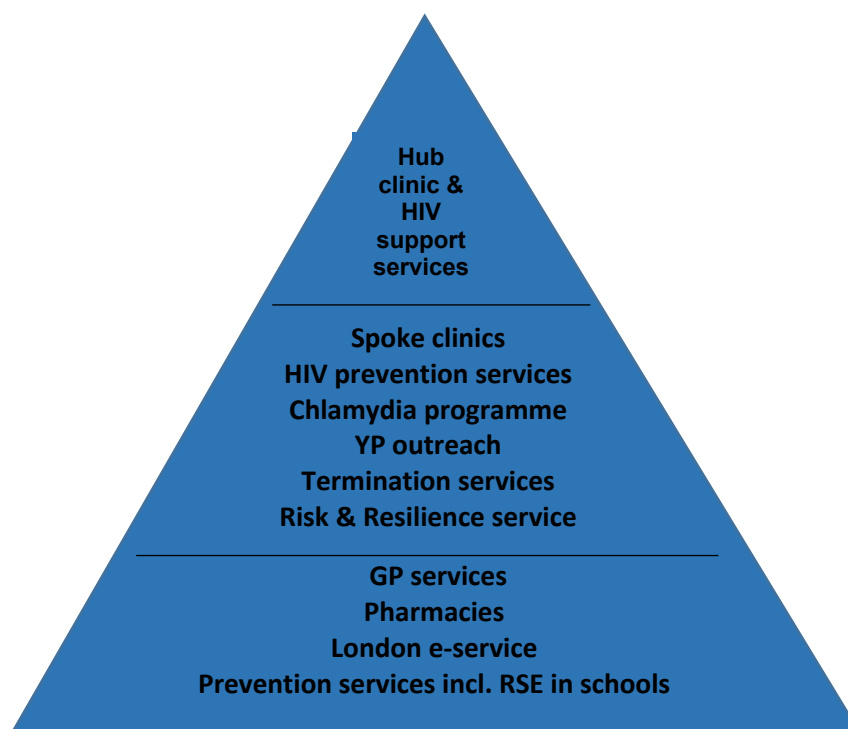 Hub
clinic &
HIV
support
services
Spoke clinics
HIV prevention services
Chlamydia programme
YP outreach
Termination services
Risk & Resilience service
GP services
Pharmacies
London e-service
Prevention services incl. RSE in schools